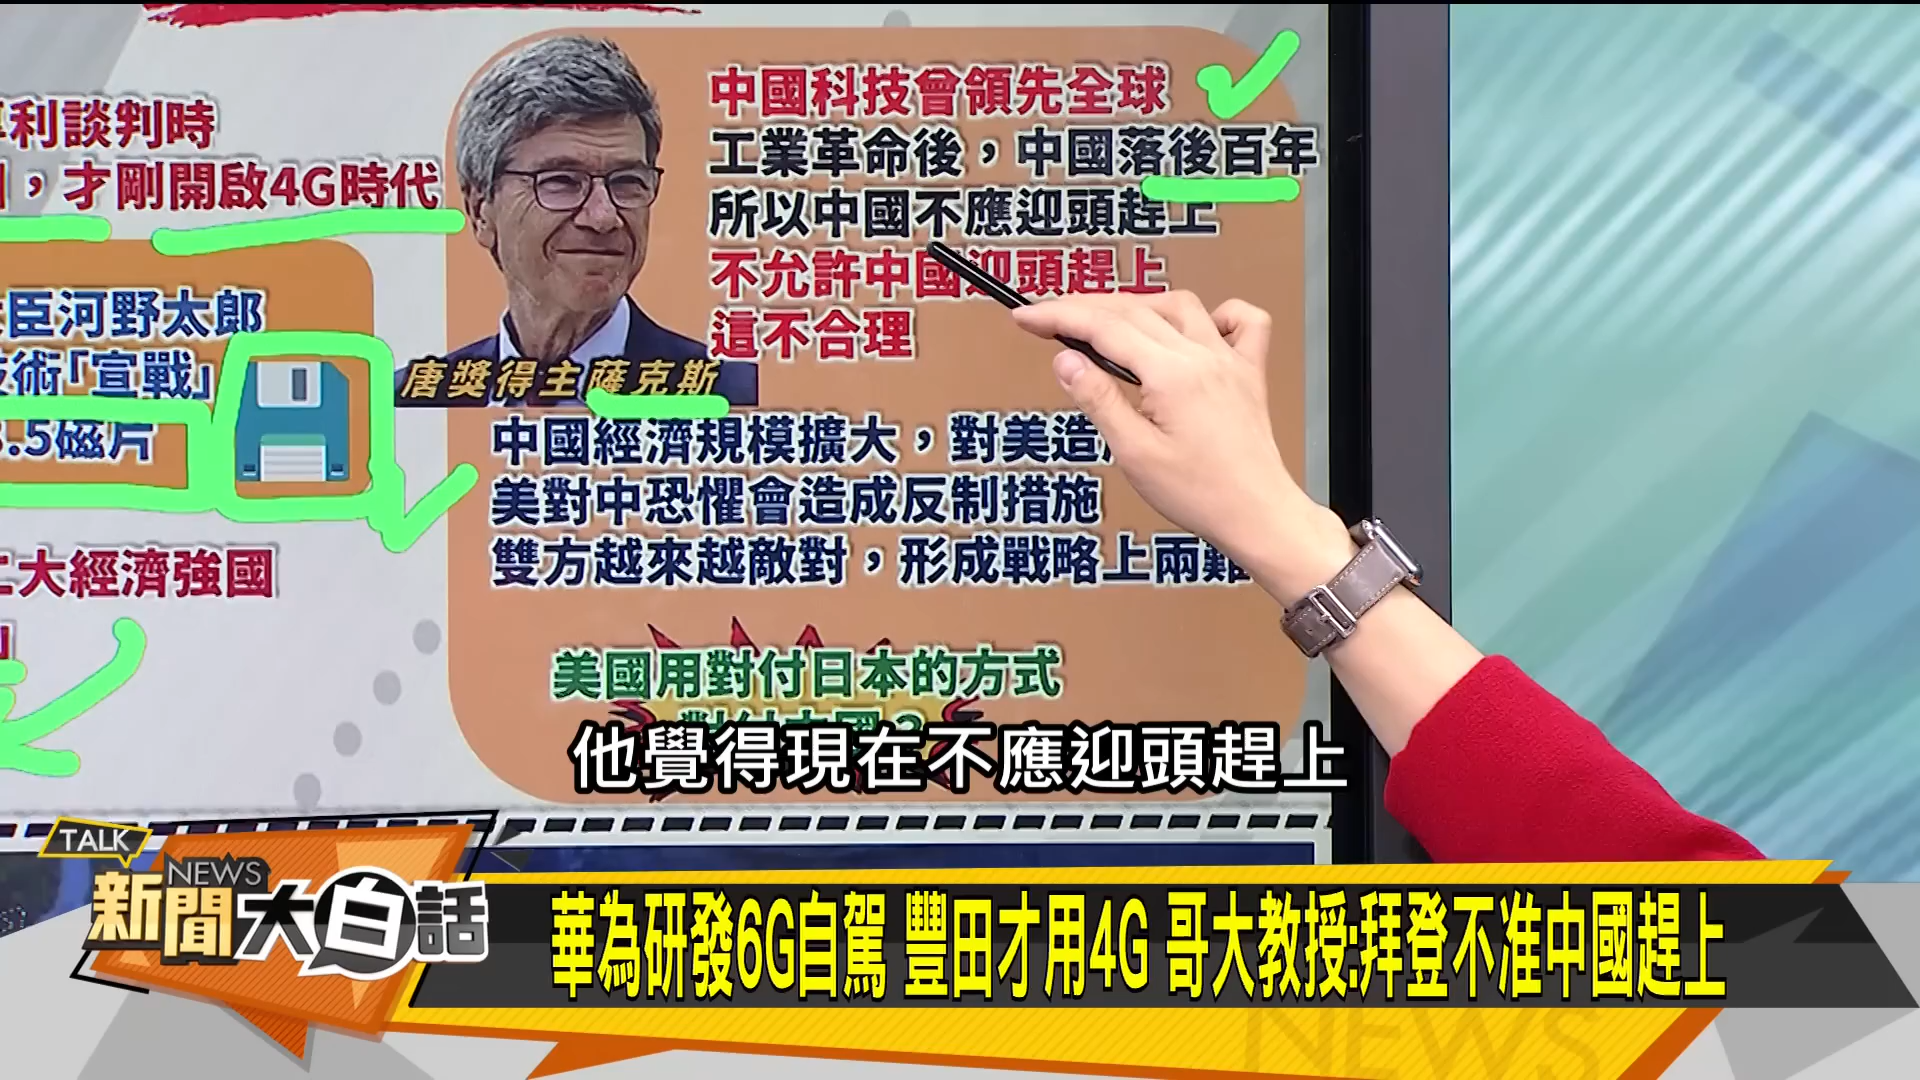 利談判時
，才剛開啟4G時代
臣河野太郎
術「宣戰」
.5磁片
大經濟強國
中國科技曾領先全球
工業革命後，中國落後百年
所以中國不應迎頭趕上
不允許中國迎頭趕上
這不合理
唐獎得主薩克斯
中國經濟規模擴大，對美造
美對中恐懼會造成反制措施
雙方越來越敵對，形成戰略上兩難
美國用對付日本的方式
他覺得現在不應迎頭趕上
TALK
NEWS
新聞大白話
華為研發6G自駕 豐田才用4G 哥大教授:拜登不准中國趕上
NEWS